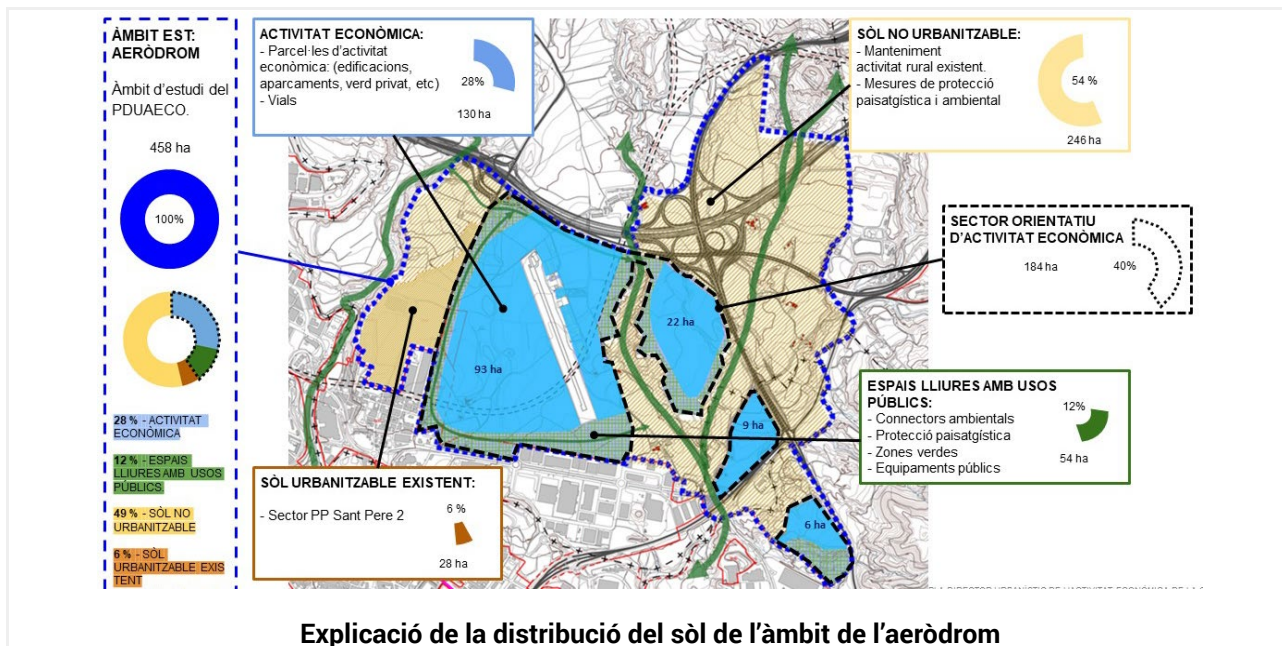 ÀMBIT EST:
AERÒDROM
Àmbit d'estudi del
PDUAECO.
458 ha
100%
28 % - ACTIVITAT
ECONÒMICA
12 % - ESPAIS
LLIURES AMB USOS
PÚBLICS
49 % - SÒL NO
URBANITZABLE
6 % - SÒL
URBANITZABLE EXIS
TENT
ACTIVITAT ECONÒMICA:
- Parcel·les d'activitat
econòmica: (edificacions,
aparcaments, verd privat, etc)
- Vials
28%
130 ha
SÒL NO URBANITZABLE:
- Manteniment
activitat rural existent.
- Mesures de protecció
paisatgística i ambiental
54 %
246 ha
SECTOR ORIENTATIU
D'ACTIVITAT ECONÒMICA
184 ha
40%
93 ha
22 ha
9 ha
6 ha
ESPAIS LLIURES AMB USOS
PÚBLICS:
- Connectors ambientals
- Protecció paisatgística
- Zones verdes
- Equipaments públics
12%
54 ha
SÒL URBANITZABLE EXISTENT:
- Sector PP Sant Pere 2
6 %
28 ha
Explicació de la distribució del sòl de l'àmbit de l'aeròdrom